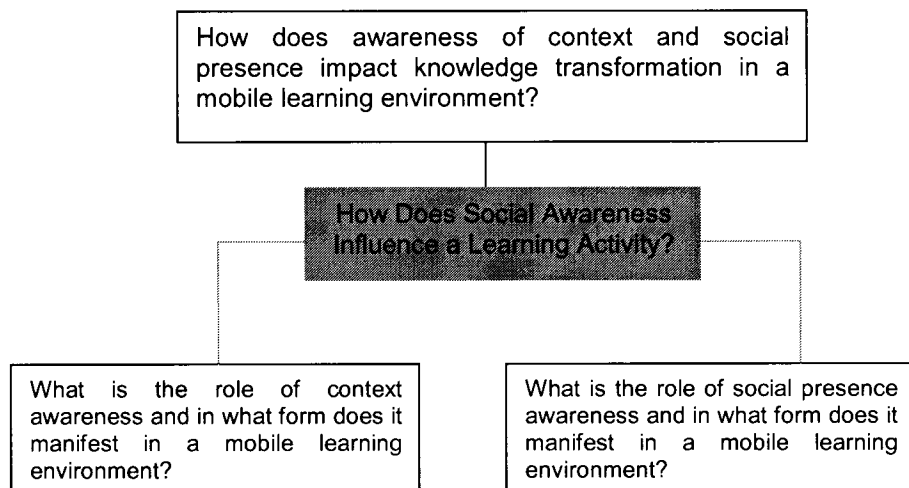 How does awareness of context and social
presence impact knowledge transformation in a
mobile learning environment?
How Does Social Awareness
Influence a Learning Activity?
What is the role of context
awareness and in what form does it
manifest in a mobile learning
environment?
What is the role of social presence
awareness and in what form does it
manifest in a mobile learning
environment?